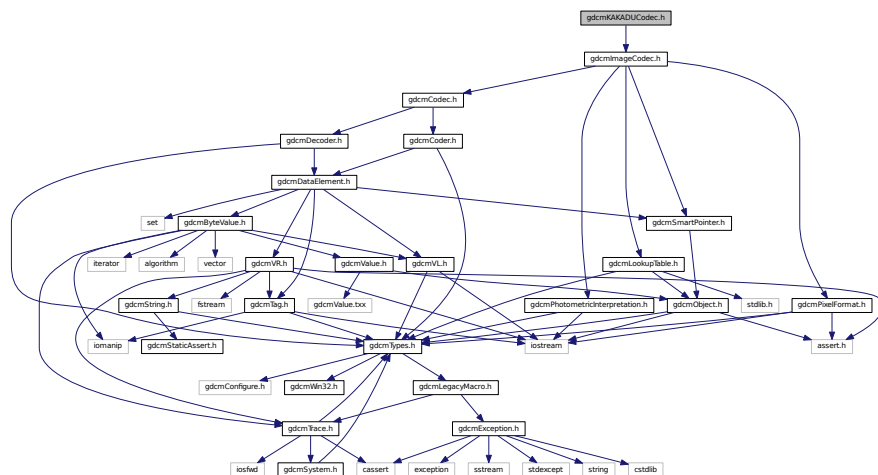 gdcmKAKADUCodec.h
gdcmImageCodec.h
gdcmCodec.h
gdcmDecoder.h
gdcmCoder.h
gdcmDataElement.h
set
gdcmByteValue.h
gdcmSmartPointer.h
iterator
algorithm
vector
gdcmVR.h
gdcmValue.h
gdcmVL.h
gdcmLookupTable.h
gdcmString.h
fstream
gdcmTag.h
gdcmValue.txx
gdcmPhotometricInterpretation.h
gdcmObject.h
stdlib.h
gdcmPixelFormat.h
iomanip
gdcmStaticAssert.h
gdcmTypes.h
iostream
assert.h
gdcmConfigure.h
gdcmWin32.h
gdcmLegacyMacro.h
gdcmTrace.h
gdcmException.h
iosfwd
gdcmSystem.h
cassert
exception
sstream
stdexcept
string
cstdlib